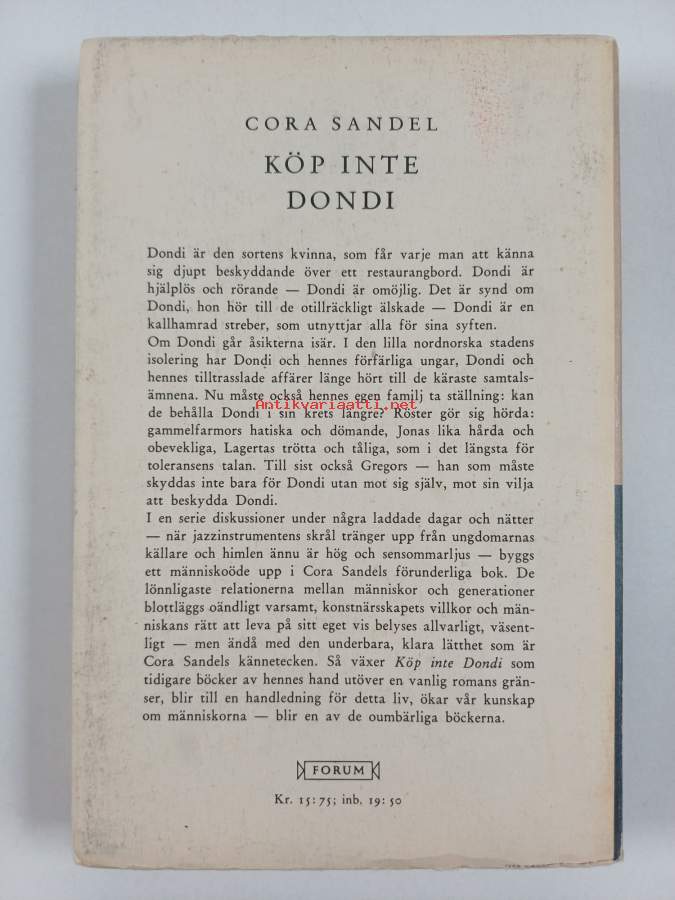 CORA SANDEL
KÖP INTE
DONDI
Dondi är den sortens kvinna, som får varje man att känna
sig djupt beskyddande över ett restaurangbord. Dondi är
hjälplös och rörande — Dondi är omöjlig. Det är synd om
Dondi, hon hör till de otillräckligt älskade — Dondi är en
kallhamrad streber, som utnyttjar alla för sina syften.
Om Dondi går åsikterna isär. I den lilla nordnorska stadens
isolering har Dondi och hennes förfärliga ungar, Dondi och
hennes tilltrasslade affärer länge hört till de käraste samtals-
ämnena. Nu måste också hennes egen familj ta ställning: kan
Antikvariaatti.net
de behålla Dondi i sin krets längre? Röster gör sig hörda:
gammelfarmors hatiska och dömande, Jonas lika hårda och
obevekliga, Lagertas trötta och tåliga, som i det längsta för
toleransens talan. Till sist också Gregors — han som måste
skyddas inte bara för Dondi utan mot sig själv, mot sin vilja
att beskydda Dondi.
I en serie diskussioner under några laddade dagar och nätter
— när jazzinstrumentens skrål tränger upp från ungdomarnas
källare och himlen ännu är hög och sensommarljus — byggs
ett människoöde upp i Cora Sandels förunderliga bok. De
lönnligaste relationerna mellan människor och generationer
blottläggs oändligt varsamt, konstnärsskapets villkor och män-
niskans rätt att leva på sitt eget vis belyses allvarligt, väsent-
ligt — men ändå med den underbara, klara lätthet som är
Cora Sandels kännetecken. Så växer Köp inte Dondi som
tidigare böcker av hennes hand utöver en vanlig romans grän-
ser, blir till en handledning för detta liv, ökar vår kunskap
om människorna — blir en av de oumbärliga böckerna.
FORUM
Kr. 15:75; inb. 19:50